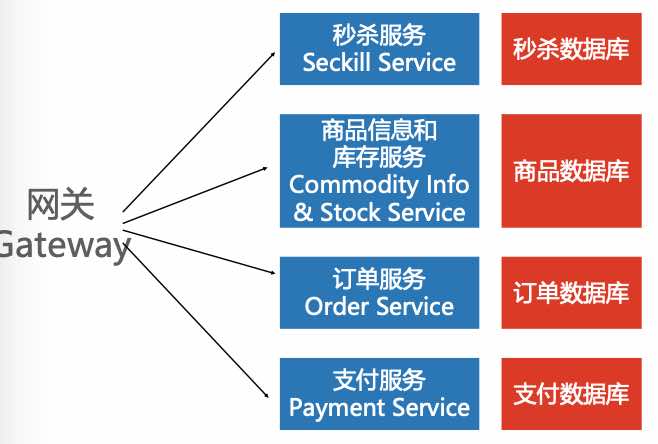 网关
Gateway
秒杀服务
Seckill Service
秒杀数据库
商品信息和
库存服务
Commodity Info
& Stock Service
商品数据库
订单服务
Order Service
订单数据库
支付服务
Payment Service
支付数据库